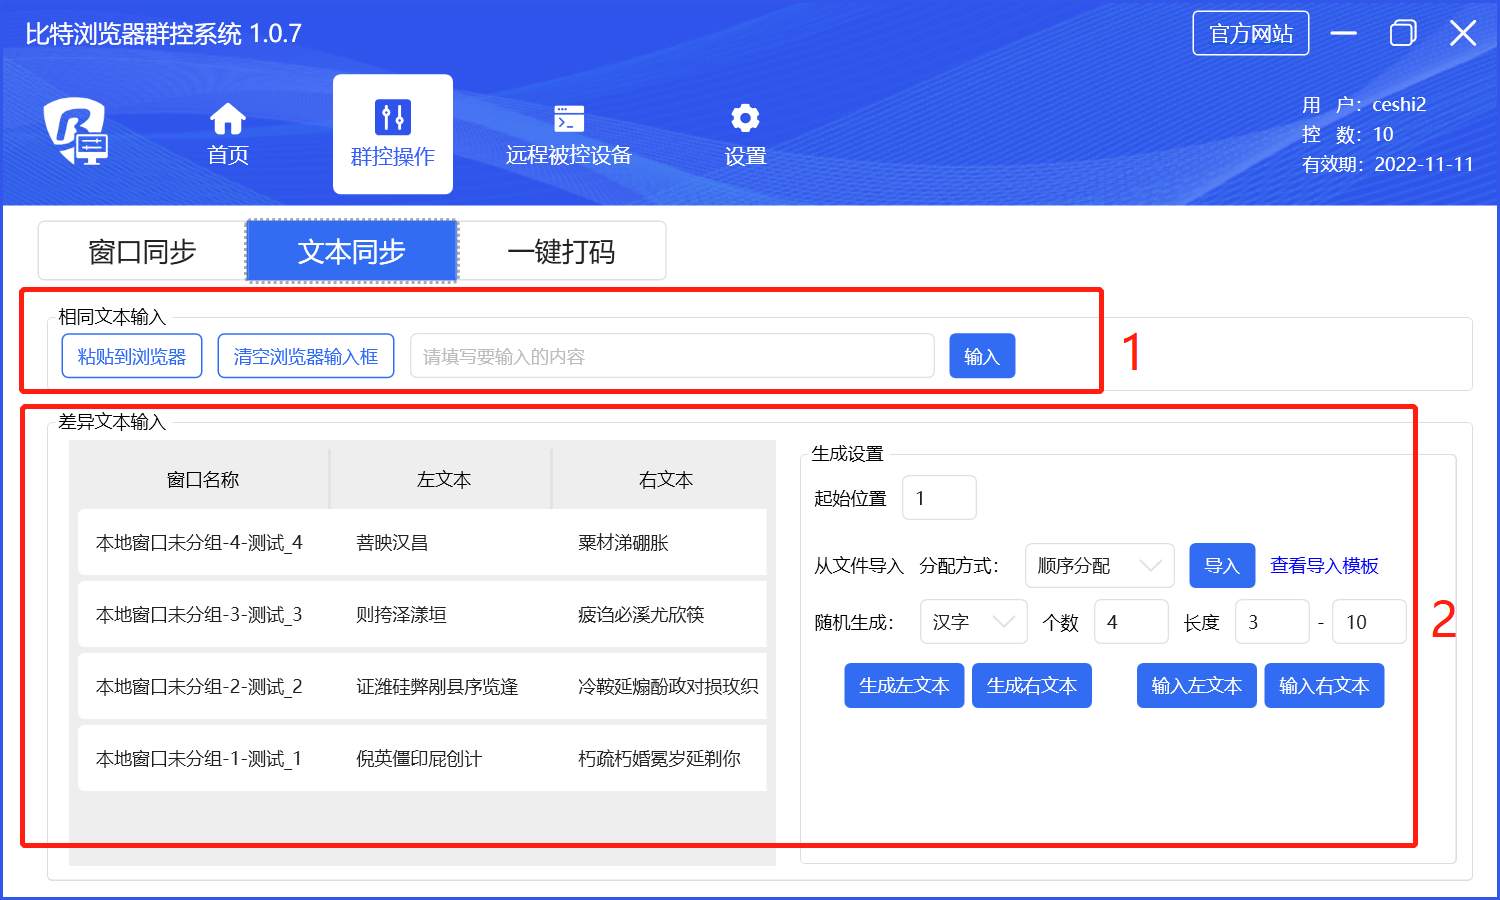 比特浏览器群控系统 1.0.7
官方网站
首页
群控操作
远程被控设备
设置
用 户：ceshi2
控 数：10
有效期：2022-11-11
窗口同步
文本同步
一键打码
相同文本输入
粘贴到浏览器
清空浏览器输入框
请填写要输入的内容
输入
1
差异文本输入
窗口名称 左文本 右文本
本地窗口未分组-4-测试_4 菩映汉昌 粟材涕硼胀
本地窗口未分组-3-测试_3 则挎泽漾垣 疲诌必溪尤欣筷
本地窗口未分组-2-测试_2 证潍硅弊剐县序览逢 冷鞍延煽酚政对损玫织
本地窗口未分组-1-测试_1 倪英僵印屁创计 朽疏朽婚冕岁延剃你
生成设置
起始位置 1
从文件导入 分配方式： 顺序分配 导入 查看导入模板
随机生成： 汉字 个数 4 长度 3 - 10
生成左文本 生成右文本 输入左文本 输入右文本
2